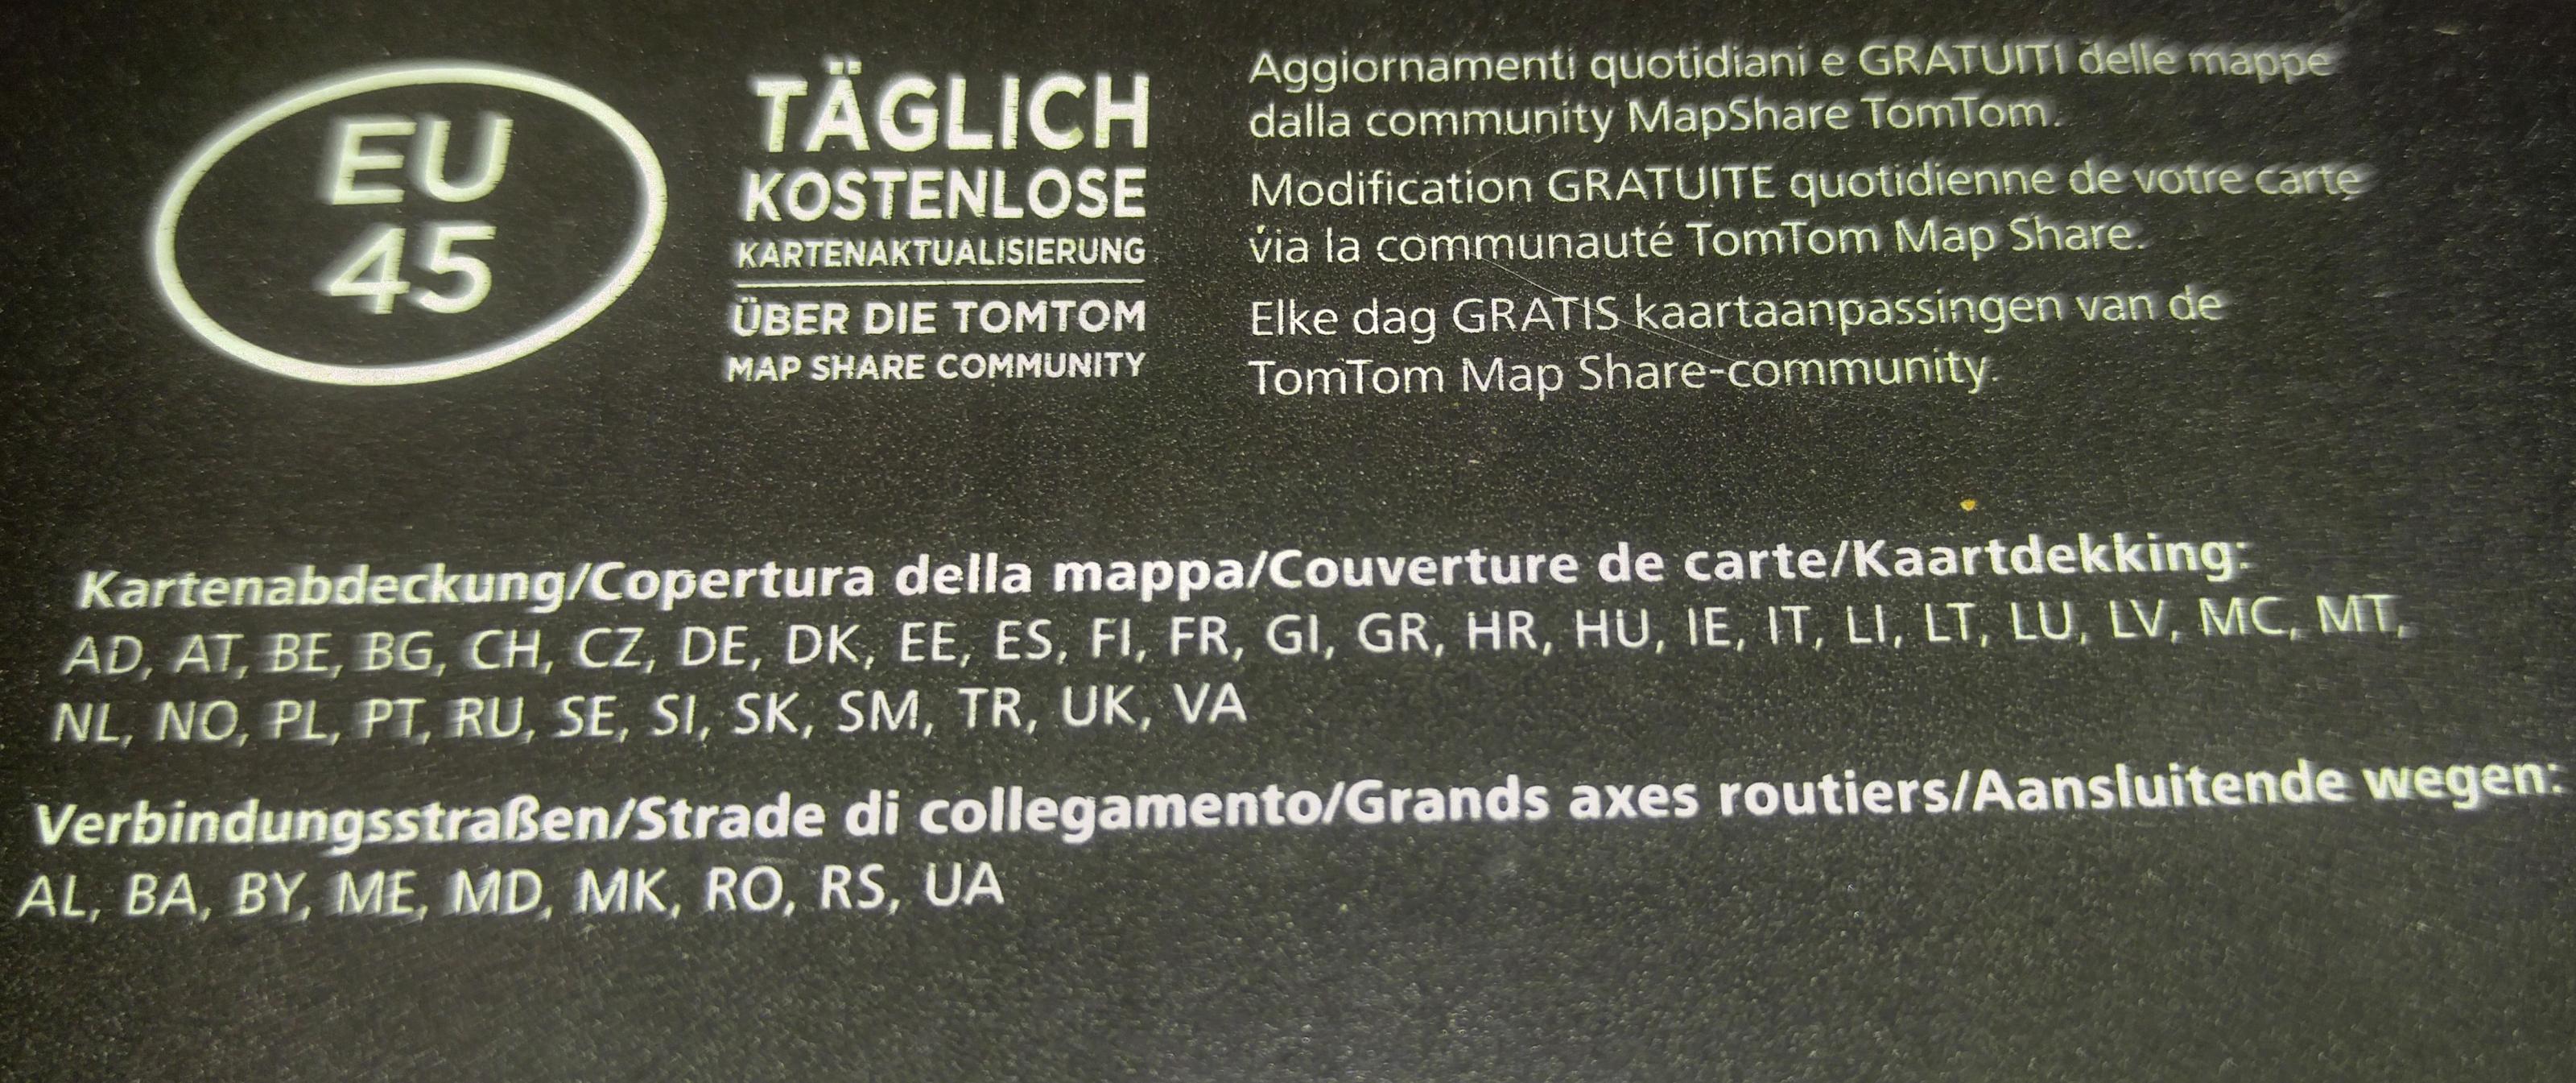 EU
45
TÄGLICH
KOSTENLOSE
KARTENAKTUALISIERUNG
ÜBER DIE TOMTOM
MAP SHARE COMMUNITY
Aggiornamenti quotidiani e GRATUITI delle mappe
dalla community MapShare TomTom.
Modification GRATUITE quotidienne de votre carte
via la communauté TomTom Map Share.
Elke dag GRATIS kaartaanpassingen van de
TomTom Map Share-community.
Kartenabdeckung/Copertura della mappa/Couverture de carte/Kaartdekking:
AD, AT, BE, BG, CH, CZ, DE, DK, EE, ES, FI, FR, GI, GR, HR, HU, IE, IT, LI, LT, LU, LV, MC, MT,
NL, NO, PL, PT, RU, SE, SI, SK, SM, TR, UK, VA
Verbindungsstraßen/Strade di collegamento/Grands axes routiers/Aansluitende wegen:
AL, BA, BY, ME, MD, MK, RO, RS, UA